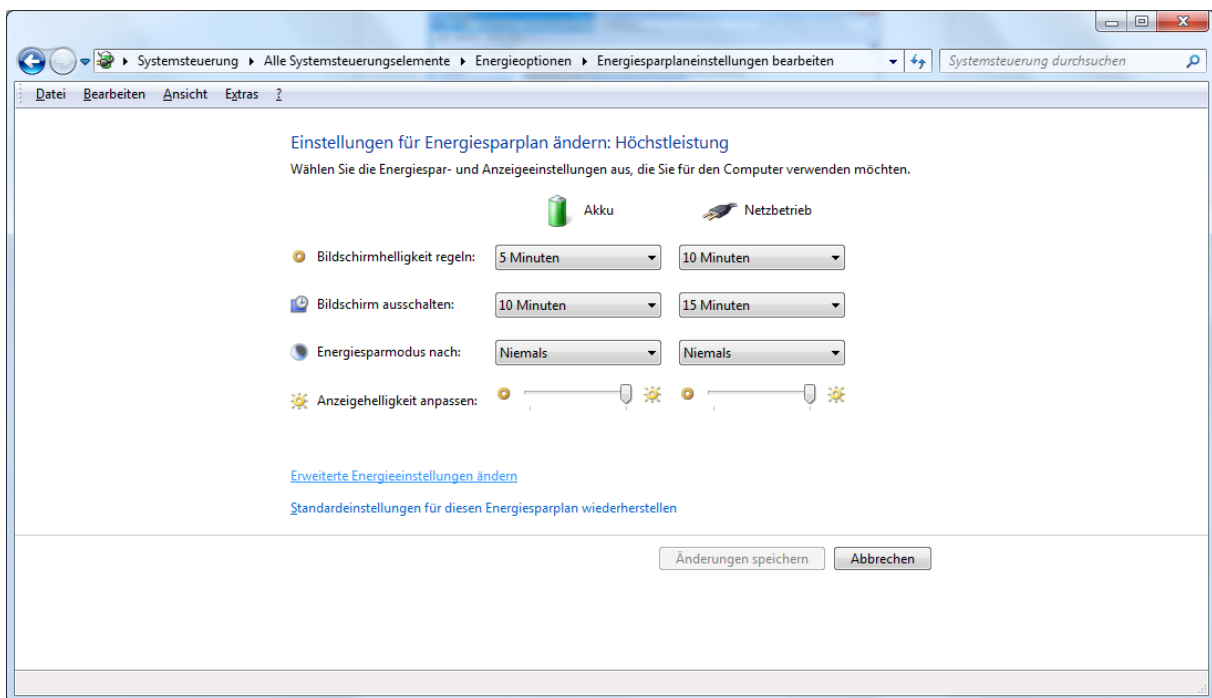 Systemsteuerung ▸ Alle Systemsteuerungselemente ▸ Energieoptionen ▸ Energiesparplaneinstellungen bearbeiten
Systemsteuerung durchsuchen
Datei Bearbeiten Ansicht Extras ?
Einstellungen für Energiesparplan ändern: Höchstleistung
Wählen Sie die Energiespar- und Anzeigeeinstellungen aus, die Sie für den Computer verwenden möchten.
Akku Netzbetrieb
Bildschirmhelligkeit regeln: 5 Minuten 10 Minuten
Bildschirm ausschalten: 10 Minuten 15 Minuten
Energiesparmodus nach: Niemals Niemals
Anzeigehelligkeit anpassen:
Erweiterte Energieeinstellungen ändern
Standardeinstellungen für diesen Energiesparplan wiederherstellen
Änderungen speichern Abbrechen